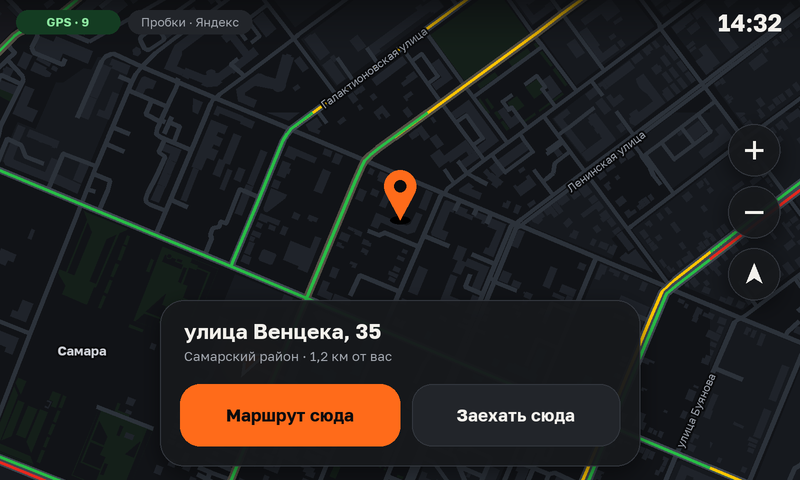 GPS · 9
Пробки · Яндекс
14:32
Галактионовская улица
Ленинская улица
улица Венцека, 35
Самарский район · 1,2 км от вас
Самара
Маршрут сюда
Заехать сюда
улица Буянова